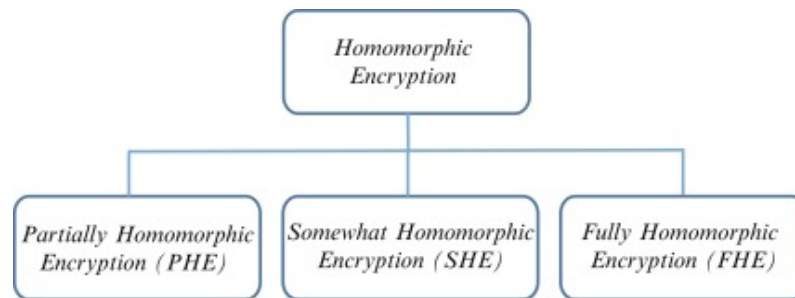 Homomorphic
Encryption
Partially Homomorphic
Encryption (PHE)
Somewhat Homomorphic
Encryption (SHE)
Fully Homomorphic
Encryption (FHE)